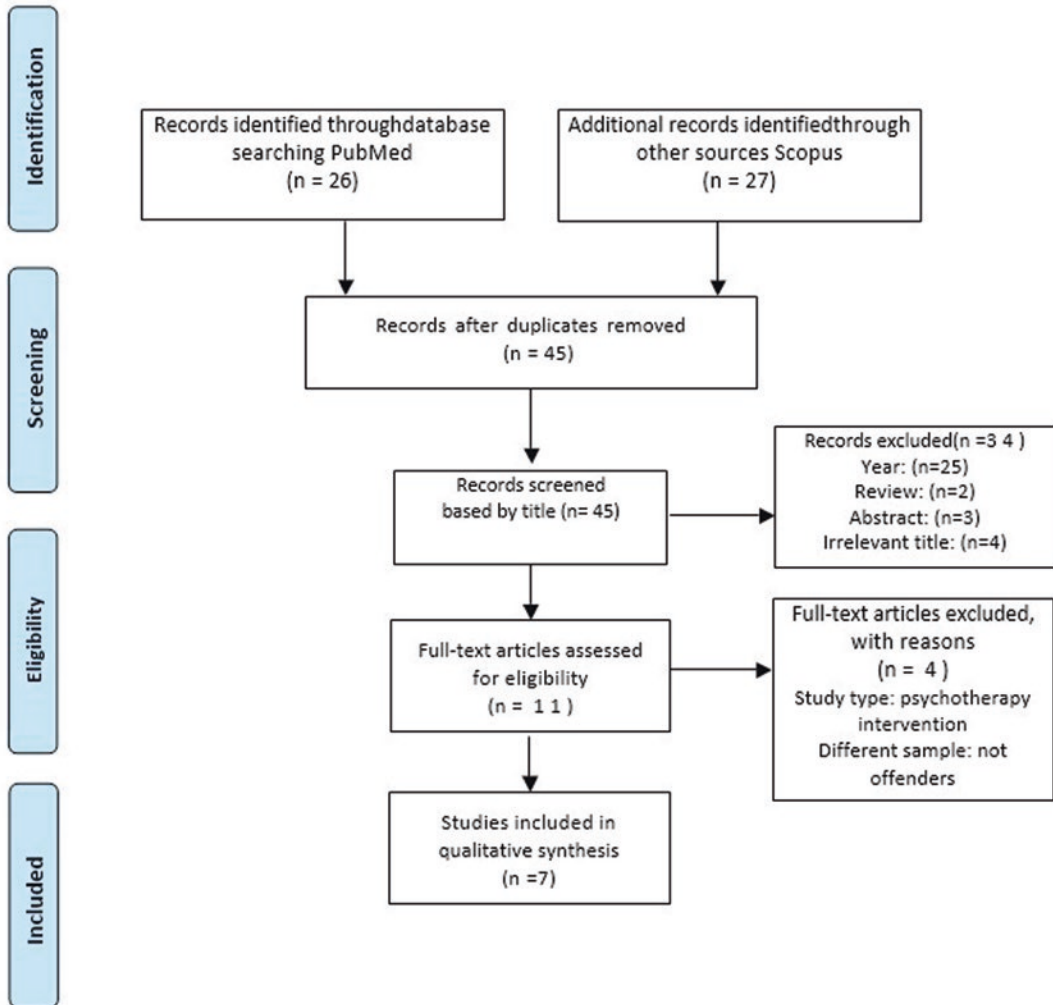 Identification
Records identified throughdatabase
searching PubMed
(n = 26)
Additional records identifiedthrough
other sources Scopus
(n = 27)
Screening
Records after duplicates removed
(n = 45)
Records screened
based by title (n= 45)
Records excluded(n =3 4 )
Year: (n=25)
Review: (n=2)
Abstract: (n=3)
Irrelevant title: (n=4)
Eligibility
Full-text articles assessed
for eligibility
(n = 1 1 )
Full-text articles excluded,
with reasons
(n = 4 )
Study type: psychotherapy
intervention
Different sample: not
offenders
Included
Studies included in
qualitative synthesis
(n =7)